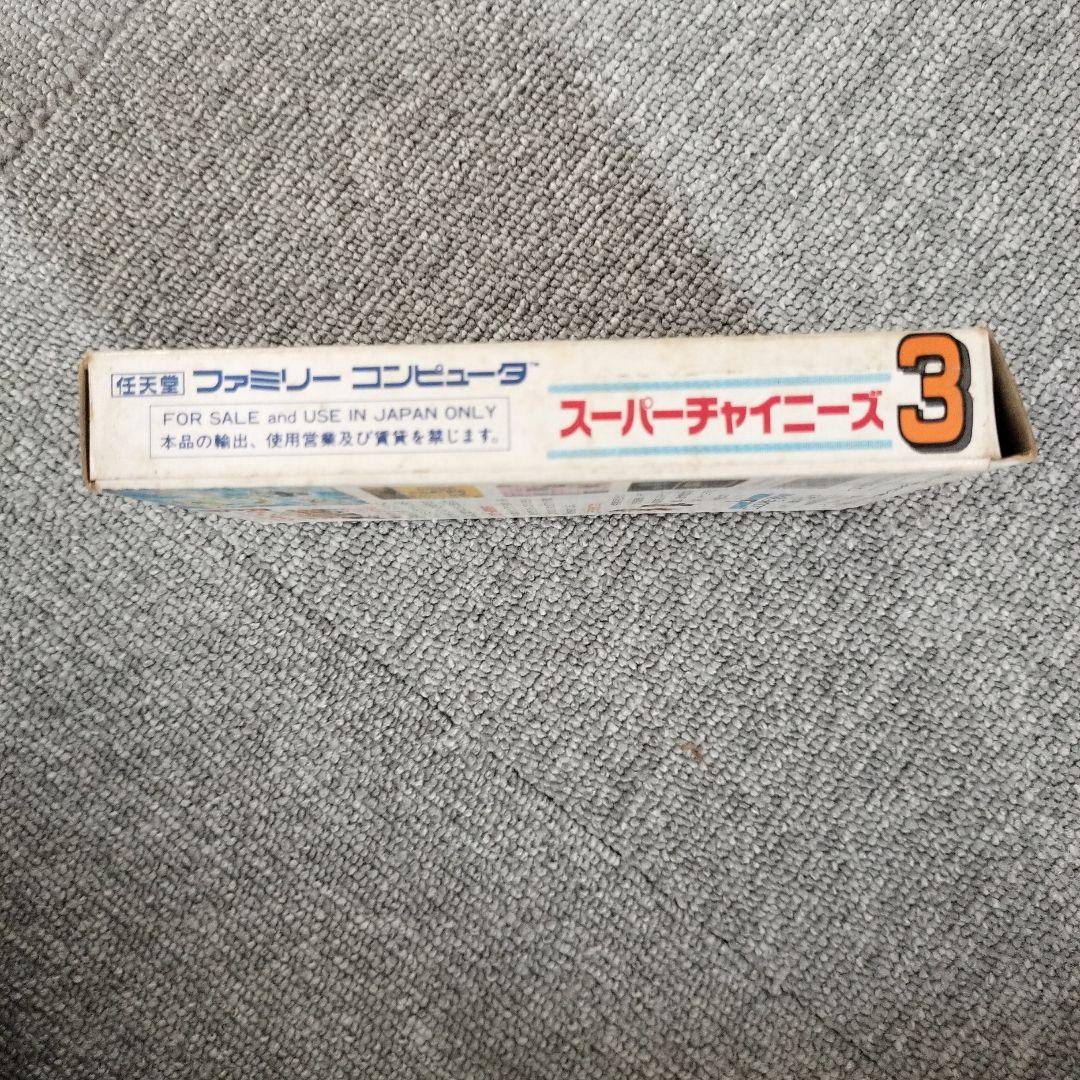 任天堂 ファミリー コンピュータ™
FOR SALE and USE IN JAPAN ONLY
本品の輸出、使用営業及び賃貸を禁じます。
スーパーチャイニーズ3